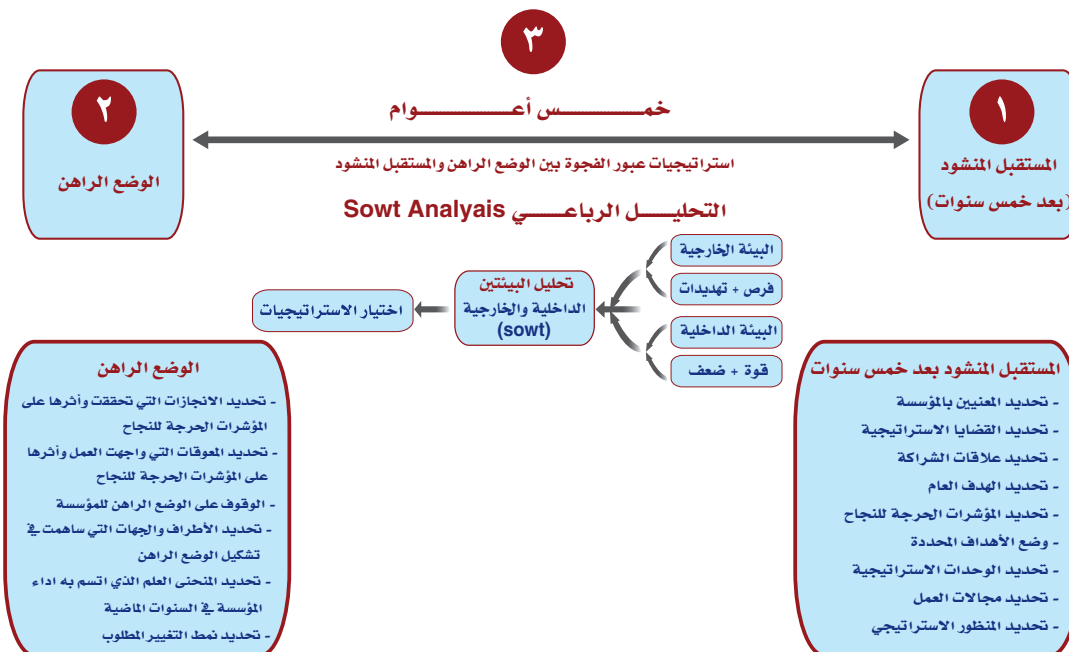 ٣
١
المستقبل المنشود
(بعد خمس سنوات)
خمس أعوام
استراتيجيات عبور الفجوة بين الوضع الراهن والمستقبل المنشود
٢
الوضع الراهن
التحليل الرباعي Sowt Analyais
البيئة الخارجية
فرص + تهديدات
البيئة الداخلية
قوة + ضعف
تحليل البيئتين
الداخلية والخارجية
(sowt)
اختيار الاستراتيجيات
المستقبل المنشود بعد خمس سنوات
- تحديد المعنيين بالمؤسسة
- تحديد القضايا الاستراتيجية
- تحديد علاقات الشراكة
- تحديد الهدف العام
- تحديد المؤشرات الحرجة للنجاح
- وضع الأهداف المحددة
- تحديد الوحدات الاستراتيجية
- تحديد مجالات العمل
- تحديد المنظور الاستراتيجي
الوضع الراهن
- تحديد الانجازات التي تحققت وأثرها على
المؤشرات الحرجة للنجاح
- تحديد المعوقات التي واجهت العمل وأثرها
على المؤشرات الحرجة للنجاح
- الوقوف على الوضع الراهن للمؤسسة
- تحديد الأطراف والجهات التي ساهمت في
تشكيل الوضع الراهن
- تحديد المنحنى العلم الذي اتسم به اداء
المؤسسة في السنوات الماضية
- تحديد نمط التغيير المطلوب